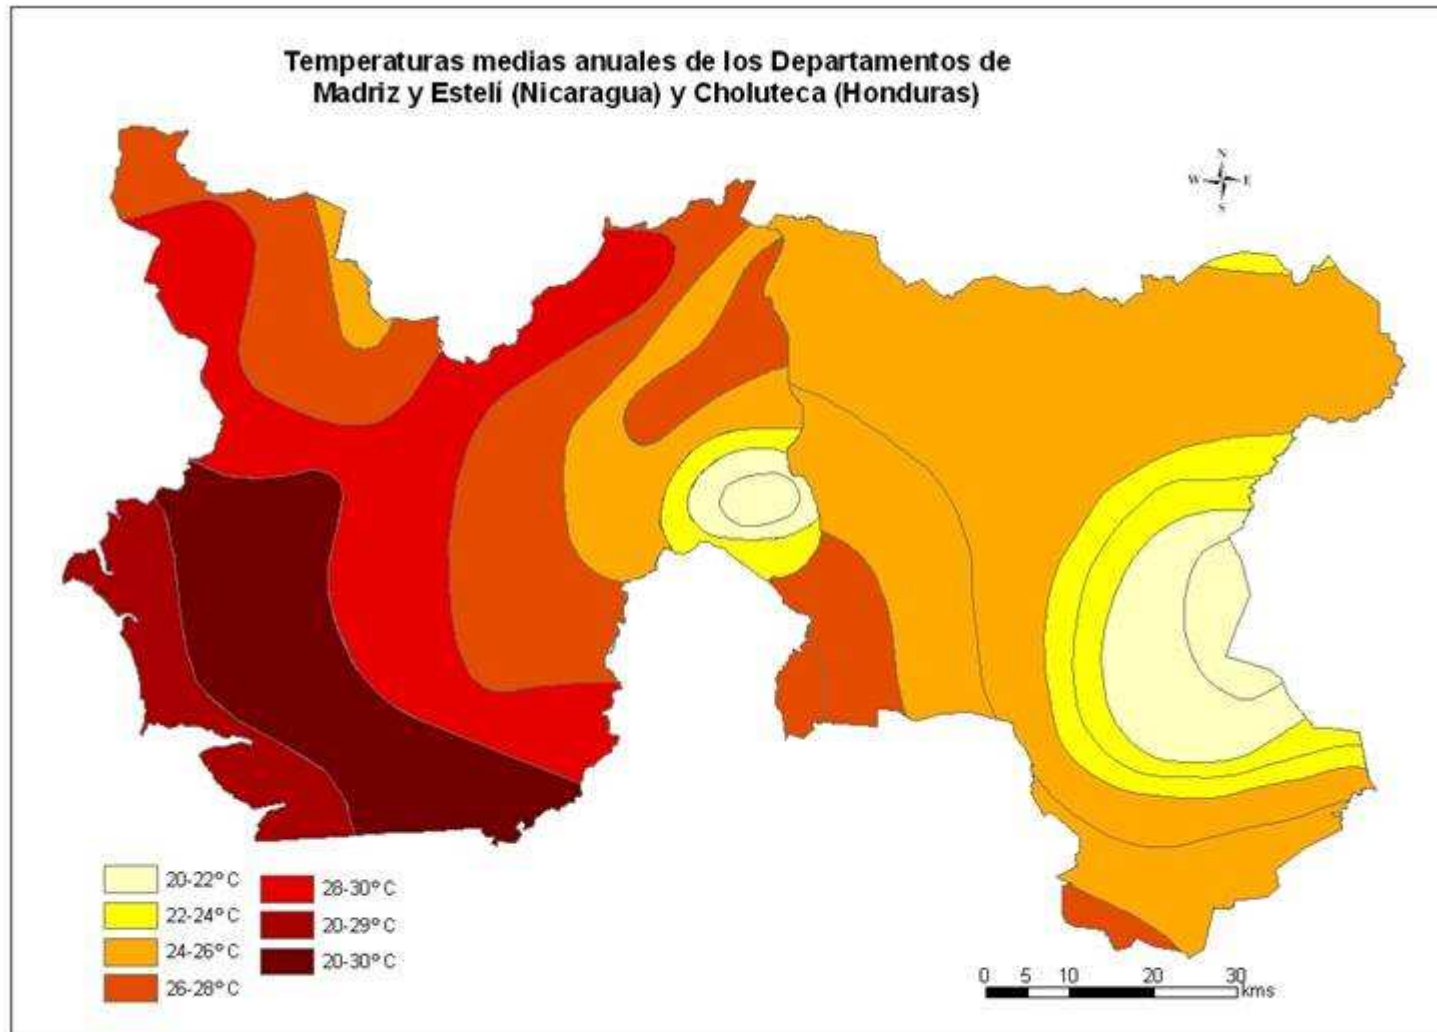 Temperaturas medias anuales de los Departamentos de
Madriz y Estelí (Nicaragua) y Choluteca (Honduras)
N
W E
S
20-22°C
22-24°C
24-26°C
26-28°C
28-30°C
20-29°C
20-30°C
0 5 10 20 30
kms